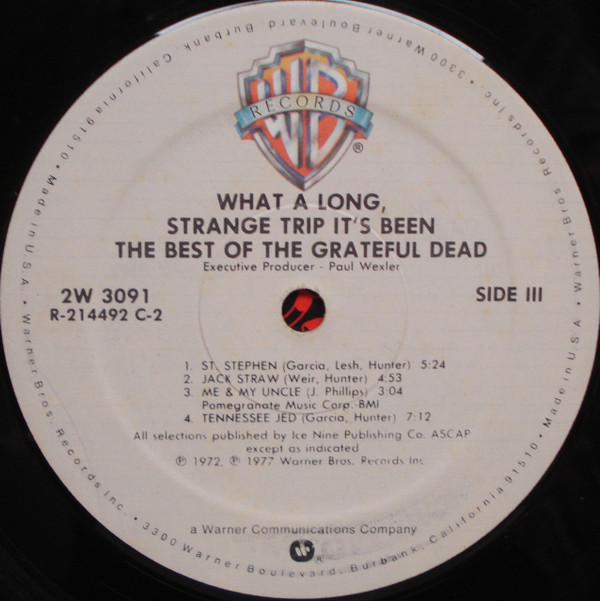 WB
RECORDS
®
WHAT A LONG,
STRANGE TRIP IT'S BEEN
THE BEST OF THE GRATEFUL DEAD
Executive Producer - Paul Wexler
2W 3091
R-214492 C-2
SIDE III
1. ST. STEPHEN (Garcia, Lesh, Hunter) 5:24
2. JACK STRAW (Weir, Hunter) 4:53
3. ME & MY UNCLE (J. Phillips) 3:04
Pomegranate Music Corp.-BMI
4. TENNESSEE JED (Garcia, Hunter) 7:12
All selections published by Ice Nine Publishing Co. ASCAP
except as indicated
℗ 1972, ℗ 1977 Warner Bros. Records Inc.
a Warner Communications Company
®
Made in U.S.A. • Warner Bros. Records Inc. • 3300 Warner Boulevard, Burbank, California 91510 • Made in U.S.A. • Warner Bros. Records Inc. • 3300 Warner Boulevard, Burbank, California 91510 •